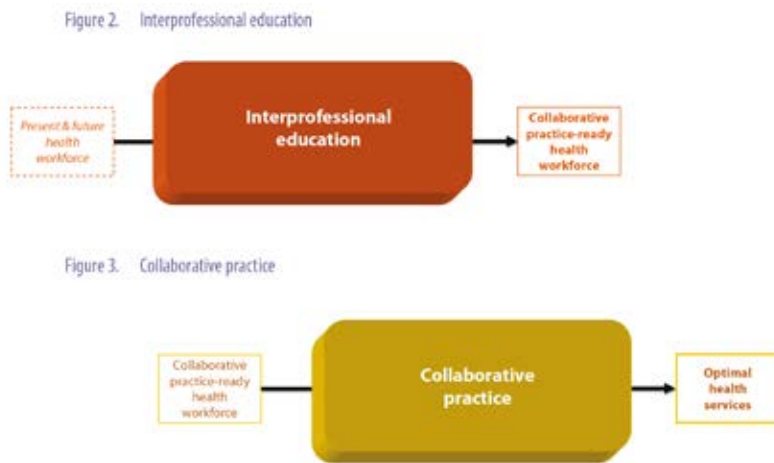 Figure 2. Interprofessional education
Present & future
health
workforce
Interprofessional
education
Collaborative
practice-ready
health
workforce
Figure 3. Collaborative practice
Collaborative
practice-ready
health
workforce
Collaborative
practice
Optimal
health
services